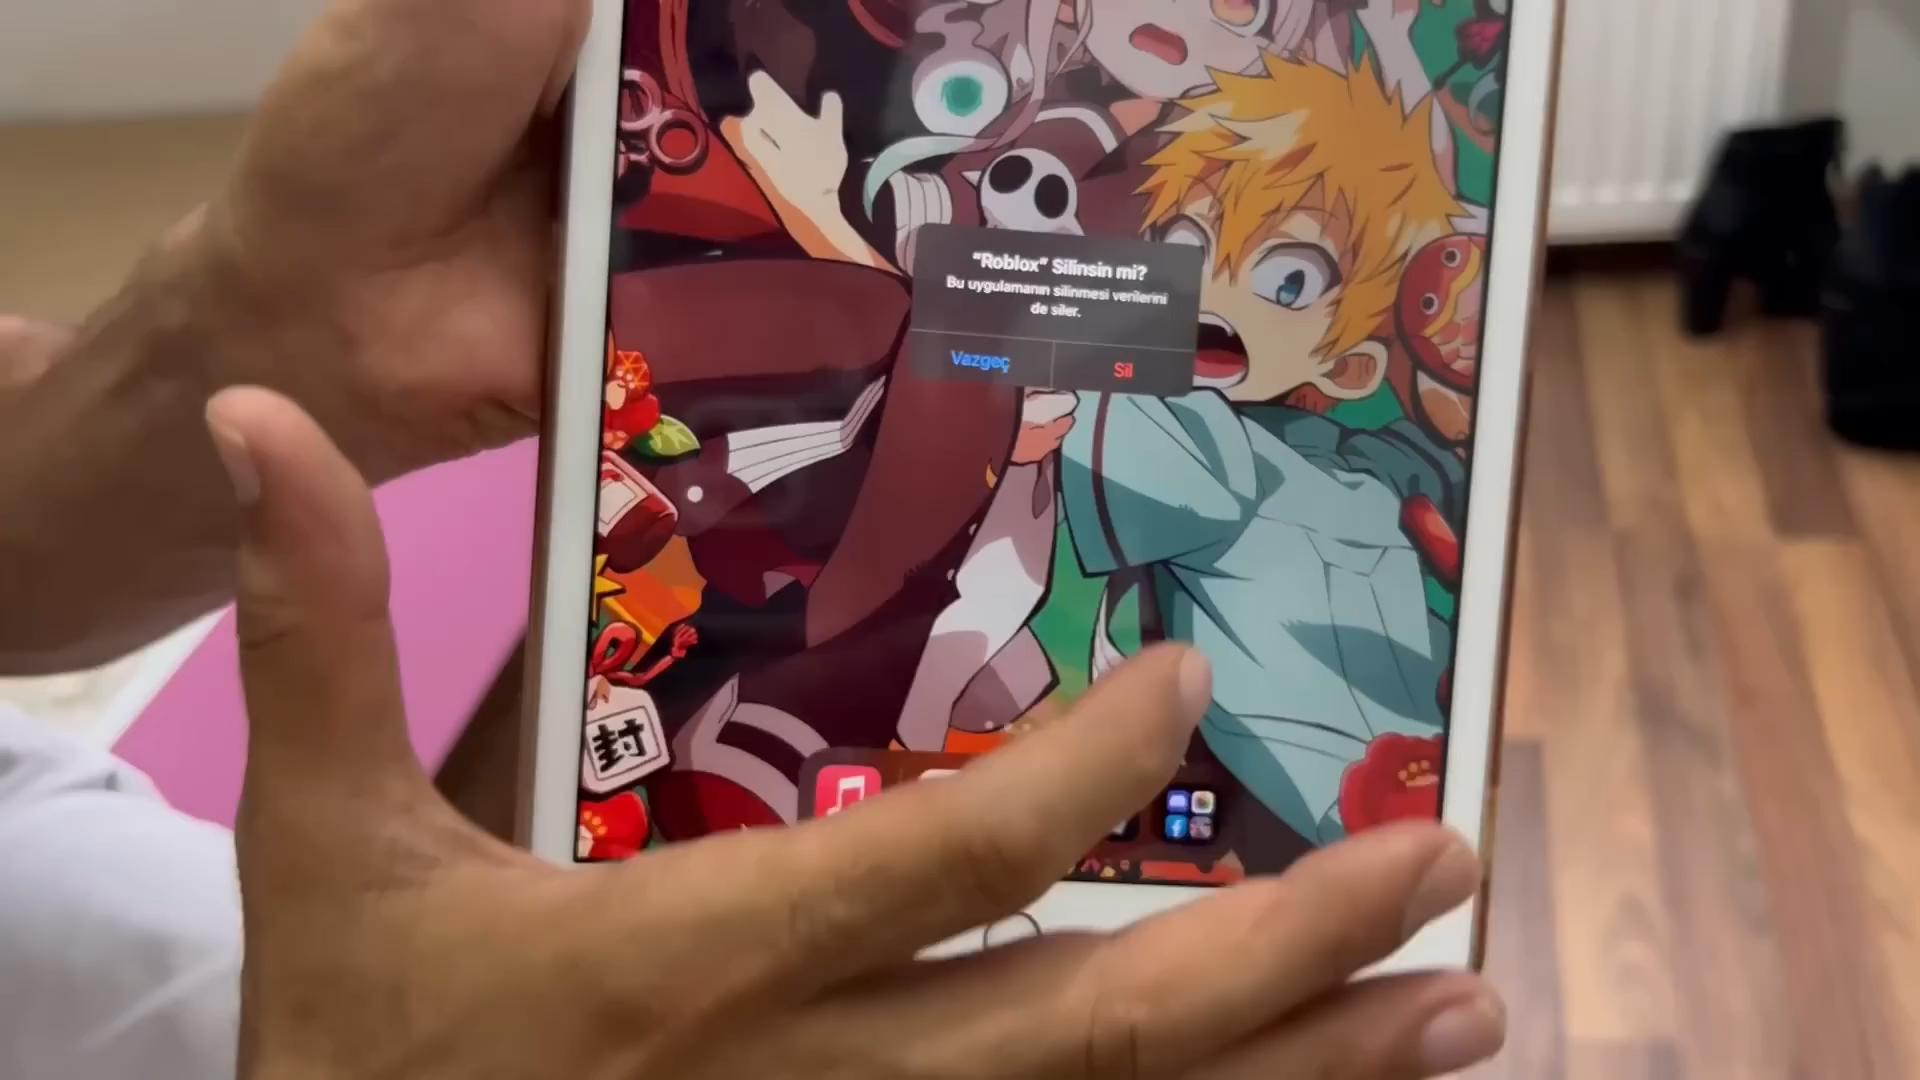 “Roblox” Silinsin mi?
Bu uygulamanın silinmesi verilerini
de siler.
Vazgeç
Sil
封